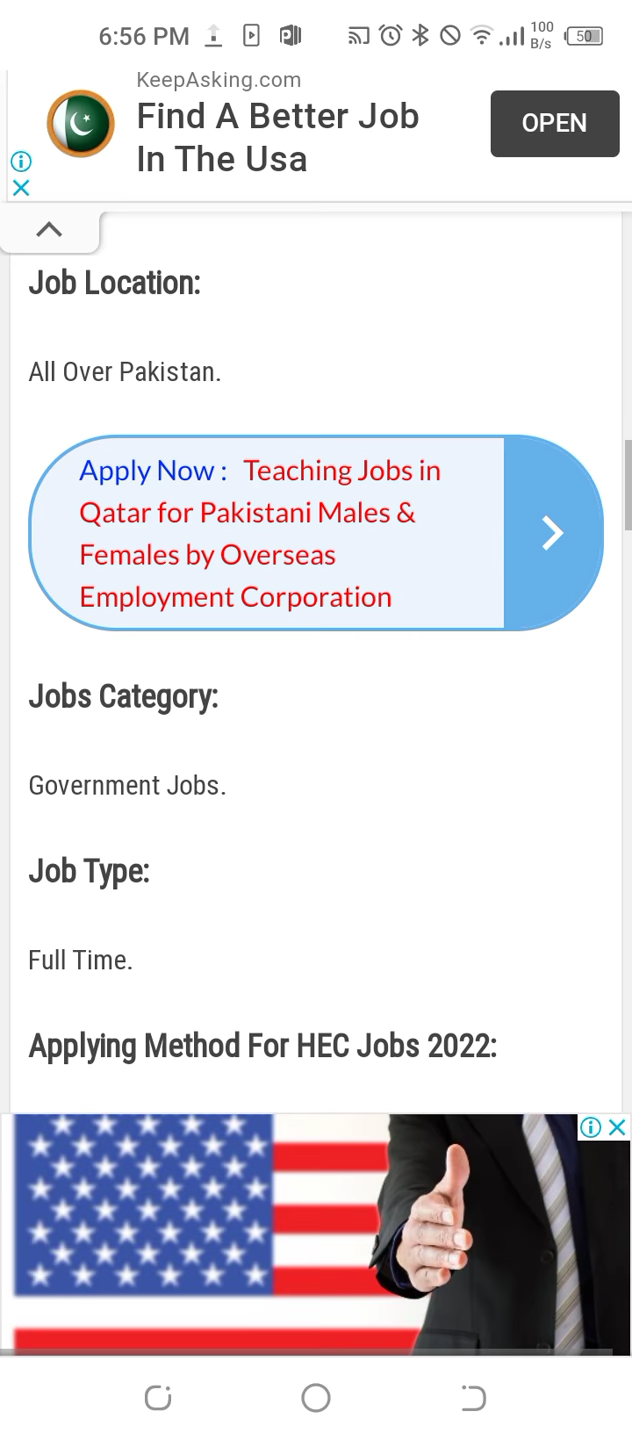 6:56 PM
100
B/s
50
KeepAsking.com
Find A Better Job
In The Usa
OPEN
Job Location:
All Over Pakistan.
Apply Now : Teaching Jobs in
Qatar for Pakistani Males &
Females by Overseas
Employment Corporation
Jobs Category:
Government Jobs.
Job Type:
Full Time.
Applying Method For HEC Jobs 2022: